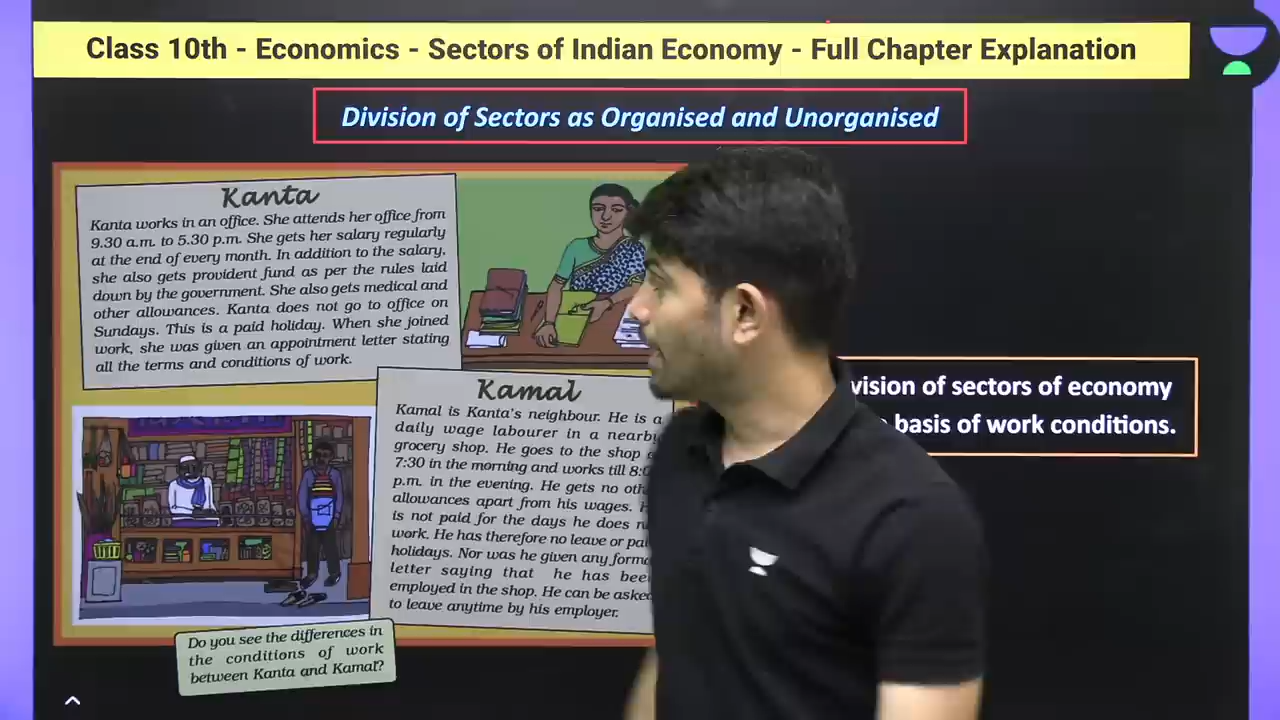 Class 10th - Economics - Sectors of Indian Economy - Full Chapter Explanation
Division of Sectors as Organised and Unorganised
Kanta
Kanta works in an office. She attends her office from
9.30 a.m. to 5.30 p.m. She gets her salary regularly
at the end of every month. In addition to the salary,
she also gets provident fund as per the rules laid
down by the government. She also gets medical and
other allowances. Kanta does not go to office on
Sundays. This is a paid holiday. When she joined
work, she was given an appointment letter stating
all the terms and conditions of work.
Kamal
Kamal is Kanta's neighbour. He is a
daily wage labourer in a nearby
grocery shop. He goes to the shop
7:30 in the morning and works till
p.m. in the evening. He gets no
allowances apart from his wages.
is not paid for the days he does
work. He has therefore no leave or
holidays. Nor was he given any
letter saying that he has
employed in the shop. He can be asked
to leave anytime by his employer.
Do you see the differences in
the conditions of work
between Kanta and Kamal?
vision of sectors of economy
basis of work conditions.